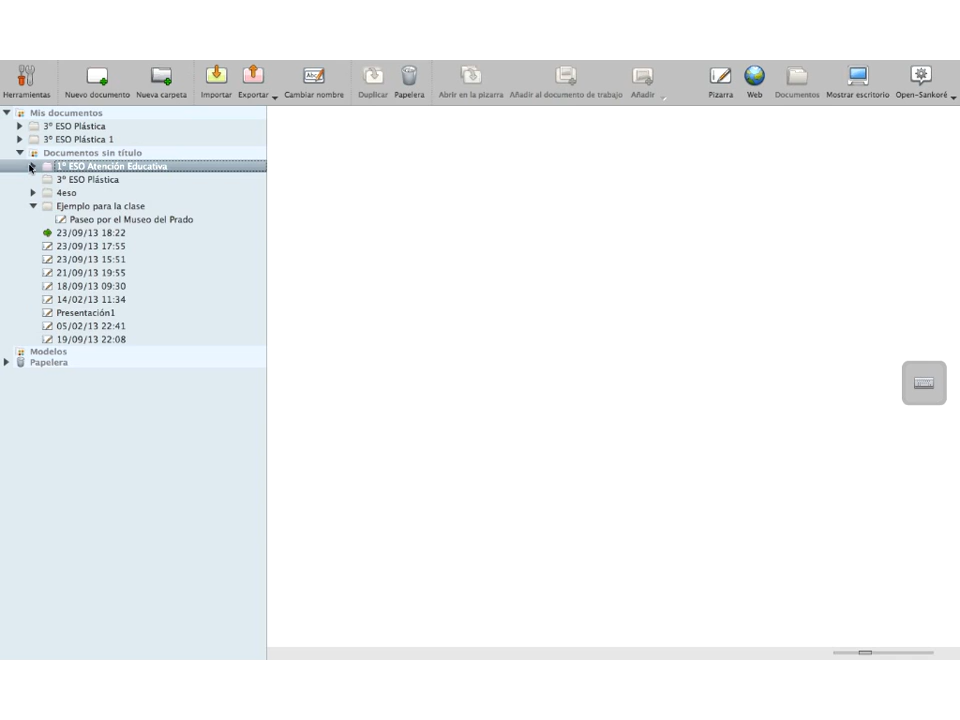 Herramientas Nuevo documento Nueva carpeta Importar Exportar Cambiar nombre Duplicar Papelera Abrir en la pizarra Añadir al documento de trabajo Añadir Pizarra Web Documentos Mostrar escritorio Open-Sankoré
Mis documentos
3º ESO Plástica
3º ESO Plástica 1
Documentos sin título
1º ESO Atención Educativa
3º ESO Plástica
4eso
Ejemplo para la clase
Paseo por el Museo del Prado
23/09/13 18:22
23/09/13 17:55
23/09/13 15:51
21/09/13 19:55
18/09/13 09:30
14/02/13 11:34
Presentación1
05/02/13 22:41
19/09/13 22:08
Modelos
Papelera